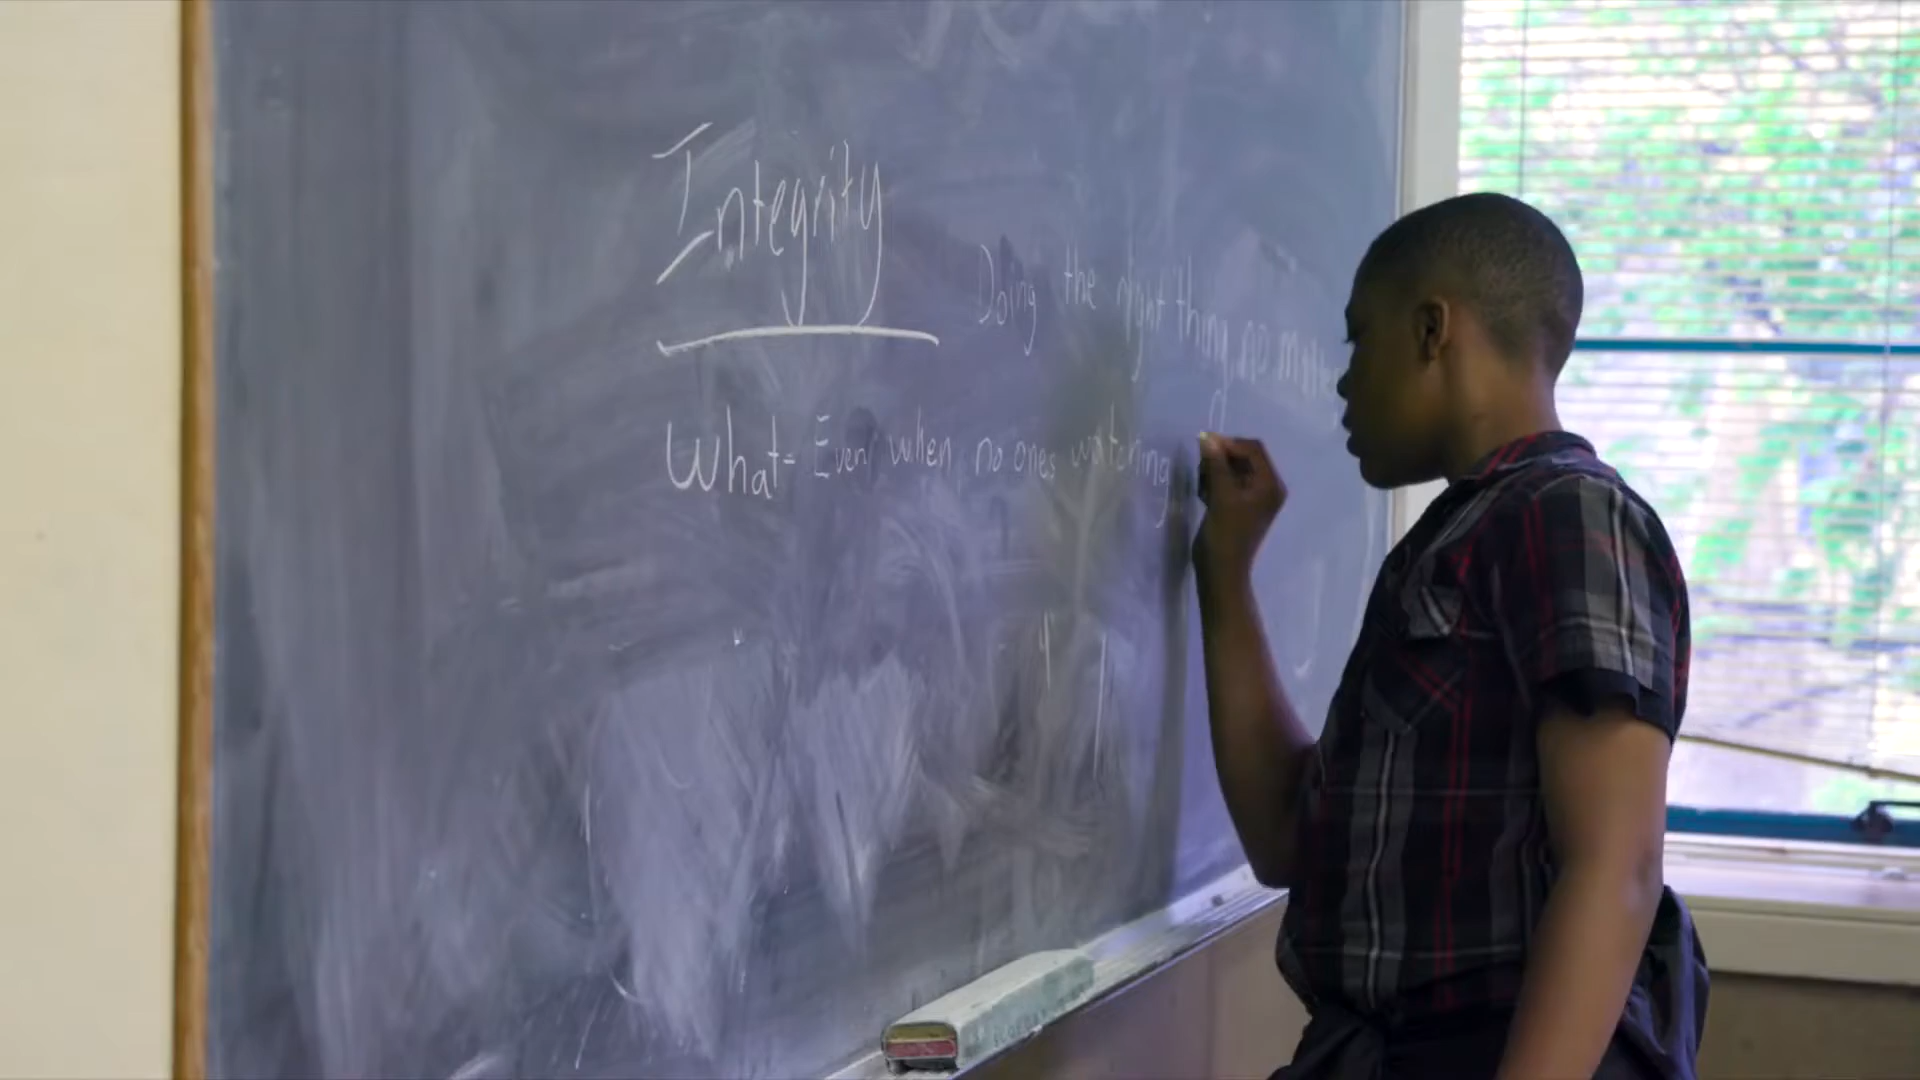 Integrity
Doing the right thing no matter
What- Even when no ones watching